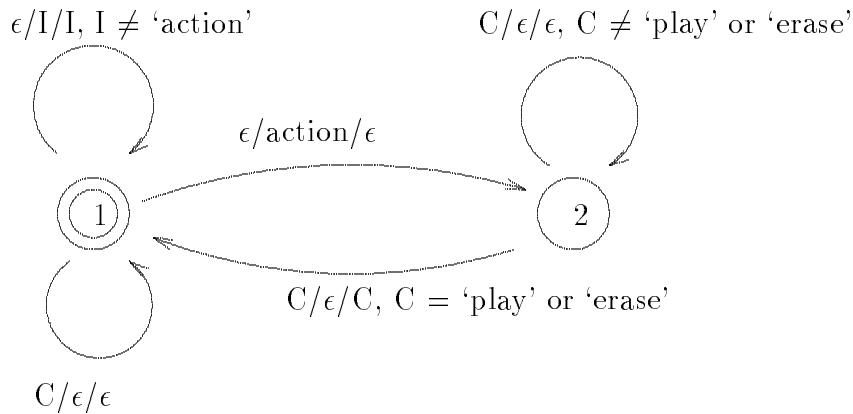 ϵ/I/I, I ≠ ‘action’
C/ϵ/ϵ, C ≠ ‘play’ or ‘erase’
ϵ/action/ϵ
1
2
C/ϵ/C, C = ‘play’ or ‘erase’
C/ϵ/ϵ